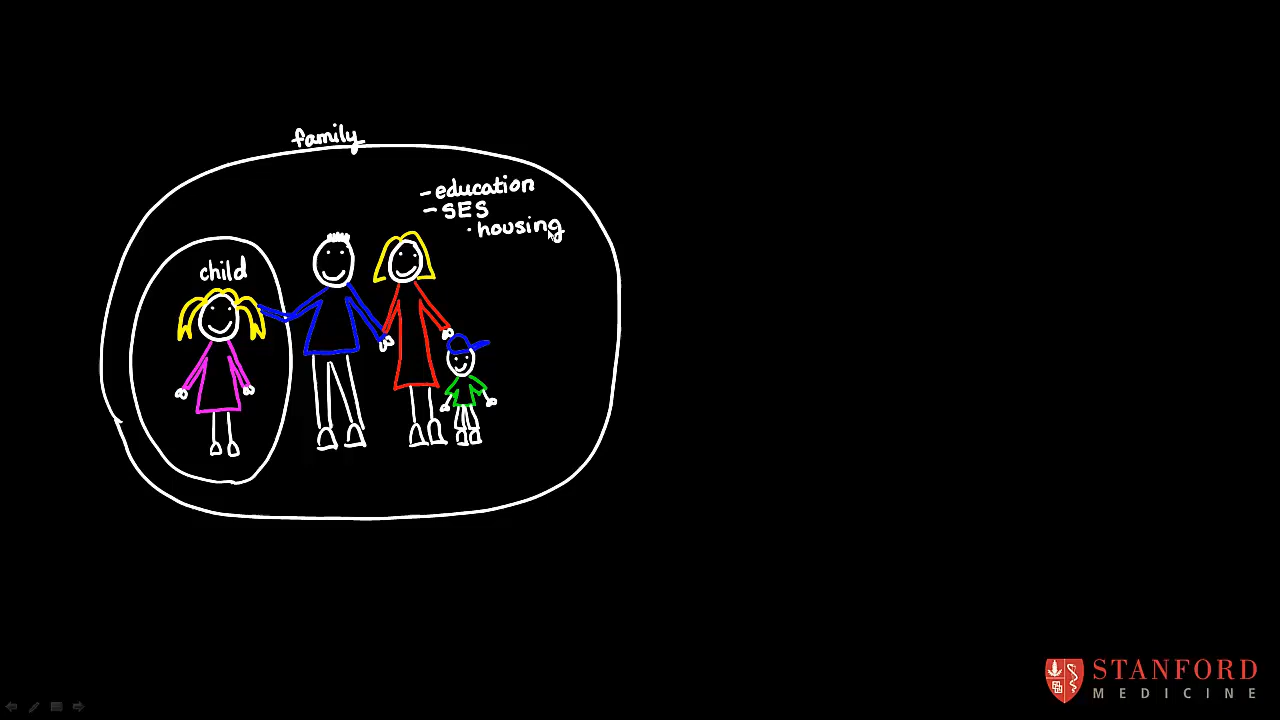 family
- education
- SES
· housing
child
STANFORD
MEDICINE